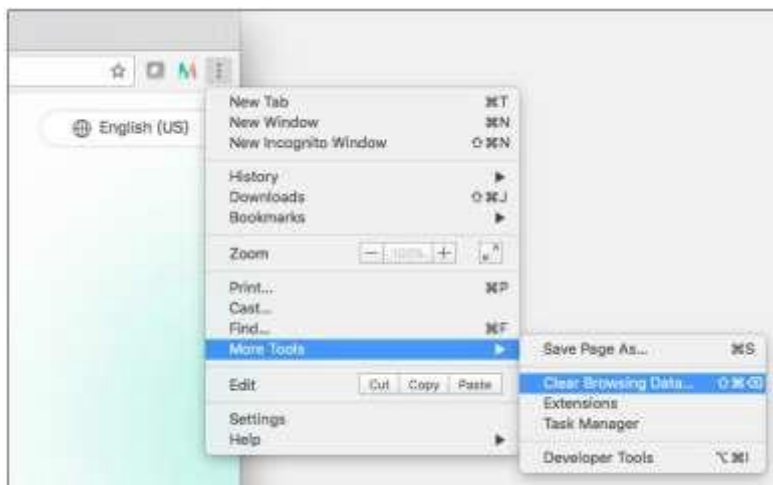 English (US)
New Tab ⌘T
New Window ⌘N
New Incognito Window ⇧⌘N
History ▶
Downloads ⇧⌘J
Bookmarks ▶
Zoom − 100% +
Print... ⌘P
Cast...
Find... ⌘F
More Tools ▶
Edit Cut Copy Paste
Settings
Help ▶
Save Page As... ⌘S
Clear Browsing Data... ⇧⌘⌫
Extensions
Task Manager
Developer Tools ⌥⌘I